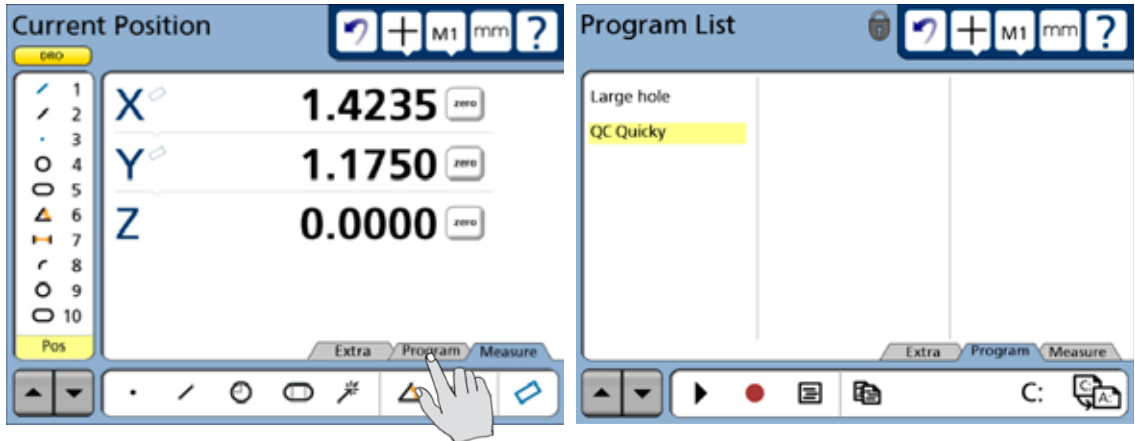 Current Position
M1
mm
?
DRO
1
2
3
4
5
6
7
8
9
10
Pos
X 1.4235 zero
Y 1.1750 zero
Z 0.0000 zero
Extra Program Measure
Program List
M1
mm
?
Large hole
QC Quicky
Extra Program Measure
C:
C:
A: